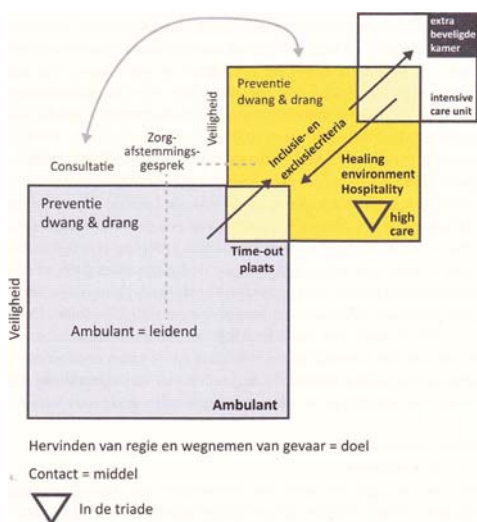 extra
beveligde
kamer
intensive
care unit
Preventie
dwang & drang
Veiligheid
Inclusie- en
exclusiecriteria
Healing
environment
Hospitality
high
care
Zorg-
afstemmings-
gesprek
Consultatie
Preventie
dwang & drang
Time-out
plaats
Veiligheid
Ambulant = leidend
Ambulant
Hervinden van regie en wegnemen van gevaar = doel
Contact = middel
In de triade